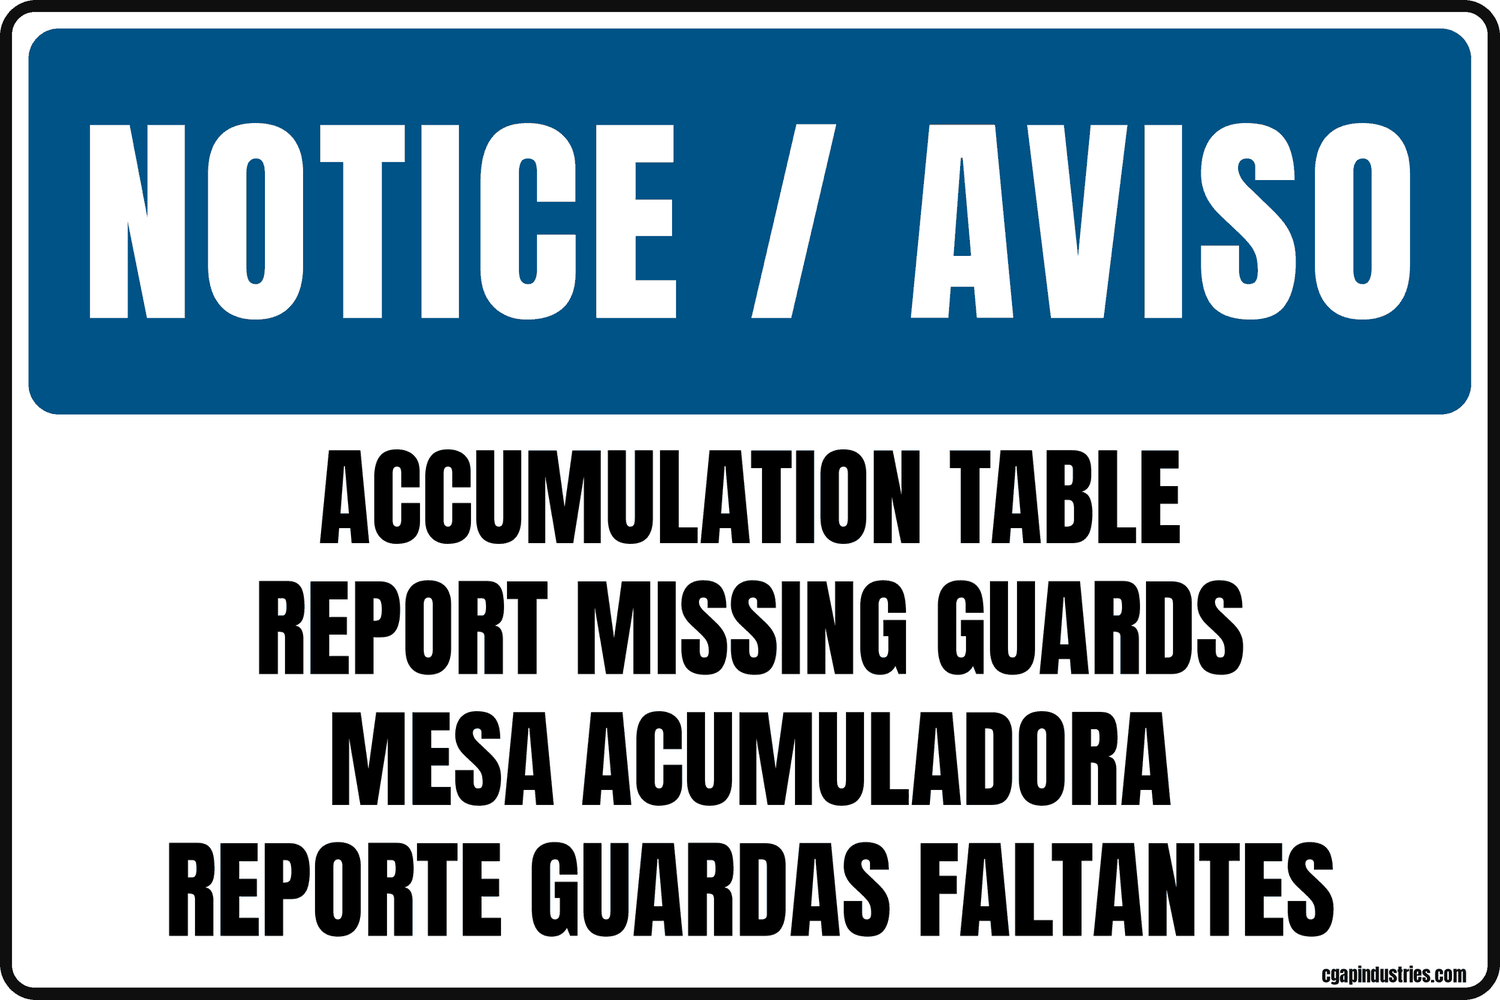 NOTICE / AVISO
ACCUMULATION TABLE
REPORT MISSING GUARDS
MESA ACUMULADORA
REPORTE GUARDAS FALTANTES
cgapindustries.com